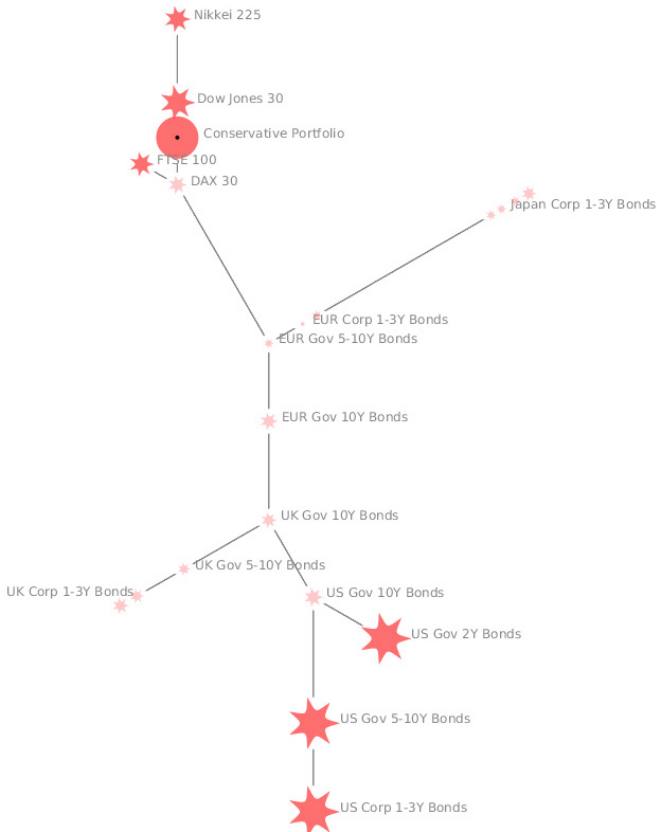 Nikkei 225
Dow Jones 30
Conservative Portfolio
FTSE 100
DAX 30
Japan Corp 1-3Y Bonds
EUR Corp 1-3Y Bonds
EUR Gov 5-10Y Bonds
EUR Gov 10Y Bonds
UK Gov 10Y Bonds
UK Gov 5-10Y Bonds
UK Corp 1-3Y Bonds
US Gov 10Y Bonds
US Gov 2Y Bonds
US Gov 5-10Y Bonds
US Corp 1-3Y Bonds